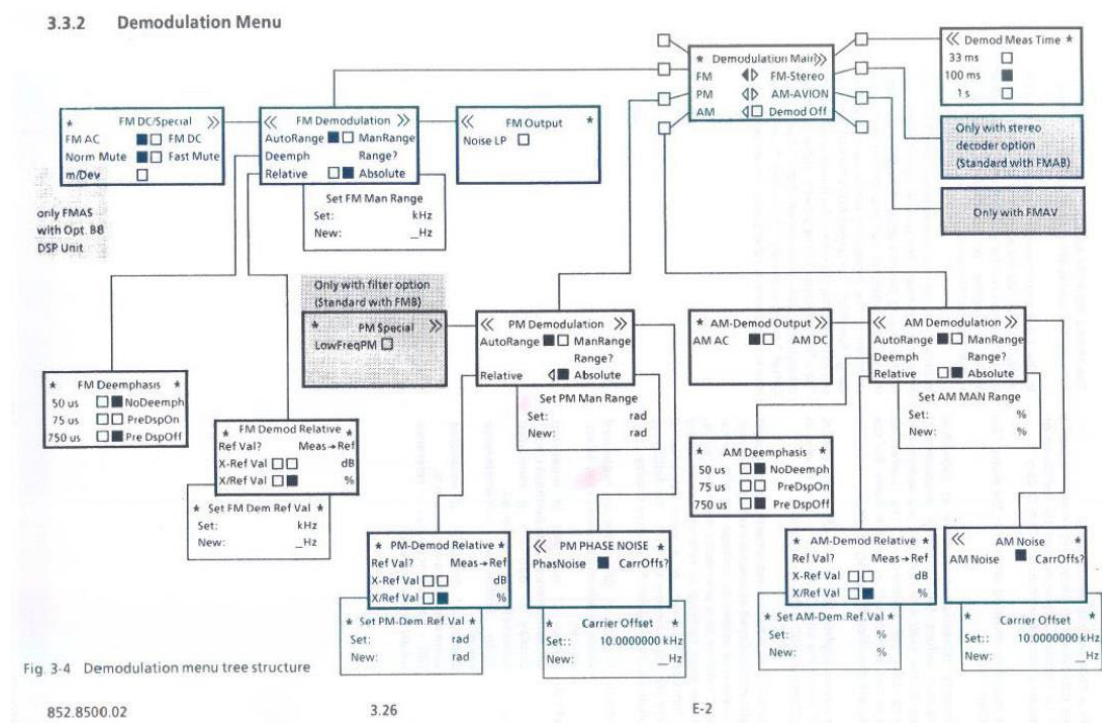 3.3.2 Demodulation Menu
* Demodulation Main >>
FM FM-Stereo
PM AM-AVION
AM Demod Off
<< Demod Meas Time *
33 ms
100 ms
1 s
Only with stereo
decoder option
(Standard with FMAB)
Only with FMAV
* FM DC/Special >>
FM AC FM DC
Norm Mute Fast Mute
m/Dev
<< FM Demodulation >>
AutoRange ManRange
Deemph Range?
Relative Absolute
<< FM Output *
Noise LP
Set FM Man Range
Set: kHz
New: _Hz
only FMAS
with Opt. B8
DSP Unit
Only with filter option
(Standard with FMB)
* PM Special >>
LowFreqPM
<< PM Demodulation >>
AutoRange ManRange
Range?
Relative Absolute
Set PM Man Range
Set: rad
New: rad
* AM-Demod Output >>
AM AC AM DC
<< AM Demodulation >>
AutoRange ManRange
Deemph Range?
Relative Absolute
Set AM MAN Range
Set: %
New: %
* FM Deemphasis *
50 us NoDeemph
75 us PreDspOn
750 us Pre DspOff
* FM Demod Relative *
Ref Val? Meas→Ref
X-Ref Val dB
X/Ref Val %
* Set FM Dem Ref Val *
Set: kHz
New: _Hz
* AM Deemphasis *
50 us NoDeemph
75 us PreDspOn
750 us Pre DspOff
* PM-Demod Relative *
Ref Val? Meas→Ref
X-Ref Val dB
X/Ref Val %
* Set PM-Dem.Ref Val *
Set: rad
New: rad
<< PM PHASE NOISE *
PhasNoise CarrOffs?
* Carrier Offset *
Set:: 10.0000000 kHz
New: _Hz
* AM-Demod Relative *
Ref Val? Meas→Ref
X-Ref Val dB
X/Ref Val %
* Set AM-Dem.Ref.Val *
Set: %
New: %
<< AM Noise *
AM Noise CarrOffs?
* Carrier Offset *
Set:: 10.0000000 kHz
New: _Hz
Fig. 3-4 Demodulation menu tree structure
852.8500.02 3.26 E-2